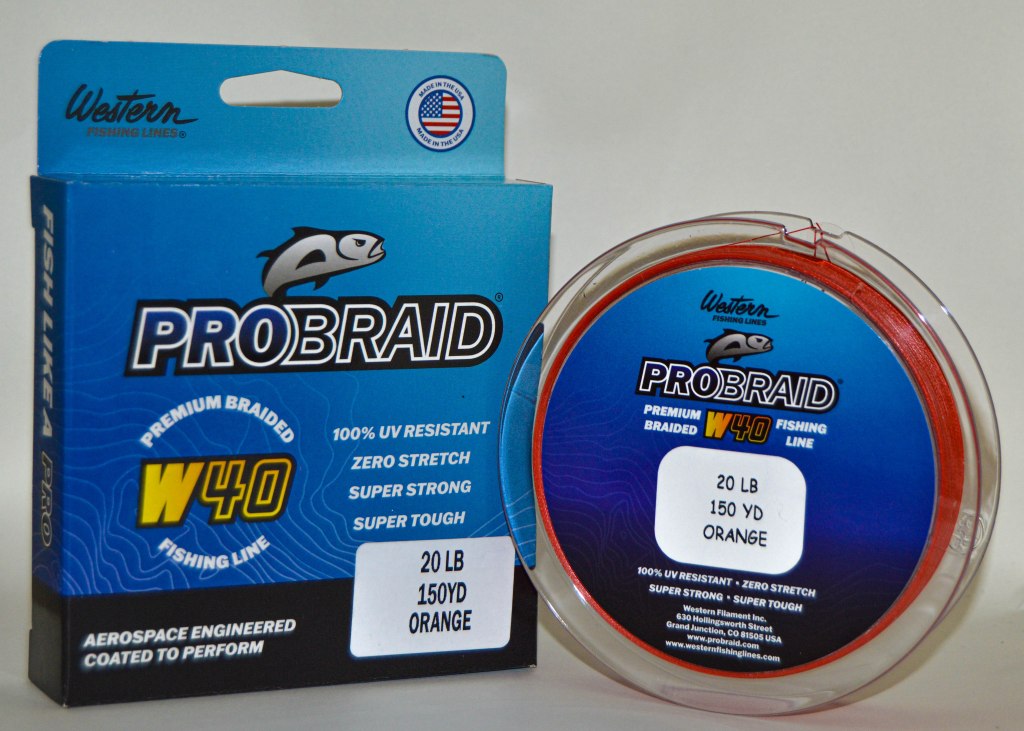 Western
FISHING LINES®
MADE IN THE USA
MADE IN THE USA
FISH LIKE A PRO
PROBRAID®
PREMIUM BRAIDED
W40
FISHING LINE
100% UV RESISTANT
ZERO STRETCH
SUPER STRONG
SUPER TOUGH
20 LB
150YD
ORANGE
AEROSPACE ENGINEERED
COATED TO PERFORM
Western
FISHING LINES
PROBRAID®
PREMIUM BRAIDED W40 FISHING LINE
20 LB
150 YD
ORANGE
100% UV RESISTANT • ZERO STRETCH
SUPER STRONG • SUPER TOUGH
Western Filament Inc.
630 Hollingsworth Street
Grand Junction, CO 81505 USA
www.probraid.com
www.westernfishinglines.com